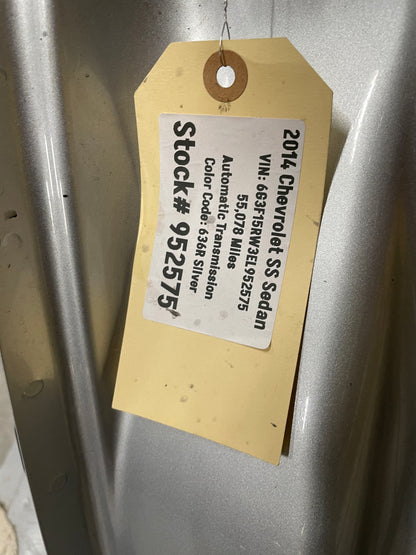 2014 Chevrolet SS Sedan
VIN: 6G3F15RW3EL952575
55,078 Miles
Automatic Transmission
Color Code: 636R Silver
Stock# 952575